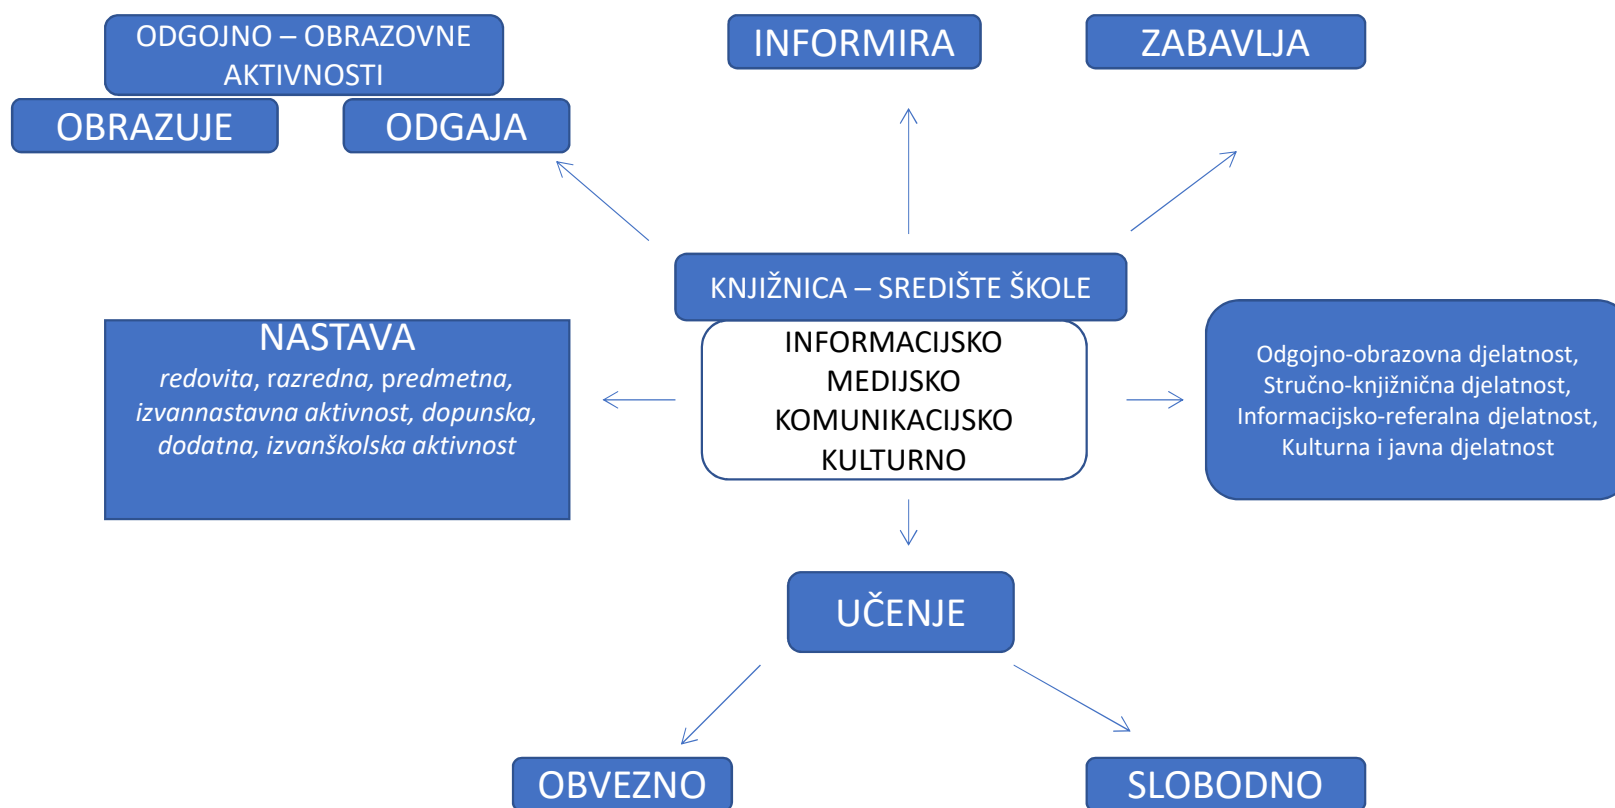 ODGOJNO – OBRAZOVNE
AKTIVNOSTI
OBRAZUJE
ODGAJA
INFORMIRA
ZABAVLJA
KNJIŽNICA – SREDIŠTE ŠKOLE
INFORMACIJSKO
MEDIJSKO
KOMUNIKACIJSKO
KULTURNO
NASTAVA
redovita, razredna, predmetna,
izvannastavna aktivnost, dopunska,
dodatna, izvanškolska aktivnost
Odgojno-obrazovna djelatnost,
Stručno-knjižnična djelatnost,
Informacijsko-referalna djelatnost,
Kulturna i javna djelatnost
UČENJE
OBVEZNO
SLOBODNO